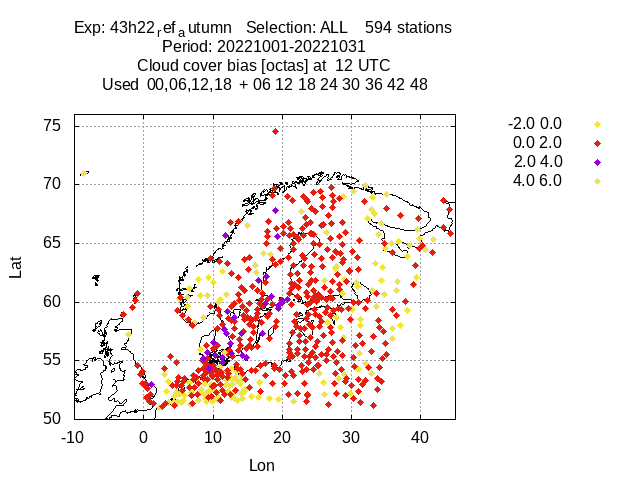 Exp: 43h22refautumn   Selection: ALL    594 stations
Period: 20221001-20221031
Cloud cover bias [octas] at  12 UTC
Used  00,06,12,18  + 06 12 18 24 30 36 42 48
-2.0 0.0
0.0 2.0
2.0 4.0
4.0 6.0
75
70
65
60
55
50
Lat
-10 0 10 20 30 40
Lon